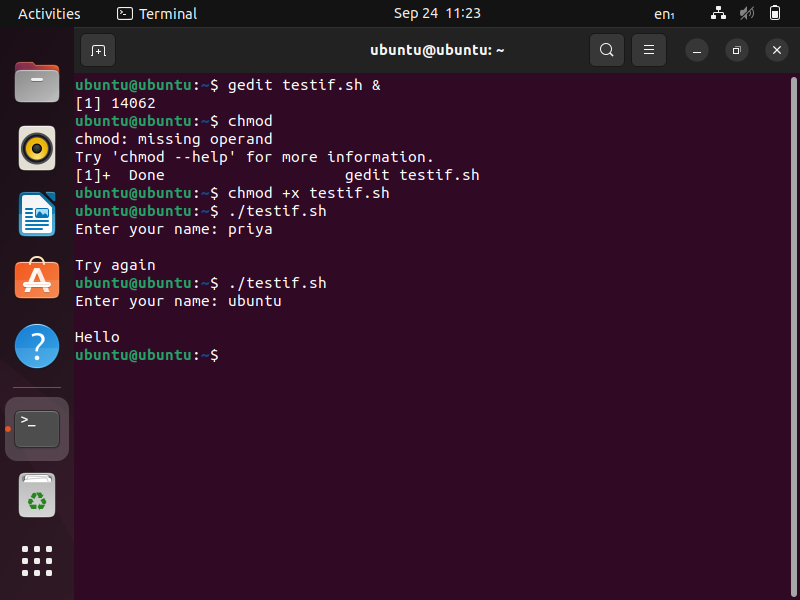 Activities Terminal Sep 24 11:23 en₁
ubuntu@ubuntu: ~
ubuntu@ubuntu:~$ gedit testif.sh &
[1] 14062
ubuntu@ubuntu:~$ chmod
chmod: missing operand
Try 'chmod --help' for more information.
[1]+  Done                    gedit testif.sh
ubuntu@ubuntu:~$ chmod +x testif.sh
ubuntu@ubuntu:~$ ./testif.sh
Enter your name: priya
Try again
ubuntu@ubuntu:~$ ./testif.sh
Enter your name: ubuntu
Hello
ubuntu@ubuntu:~$